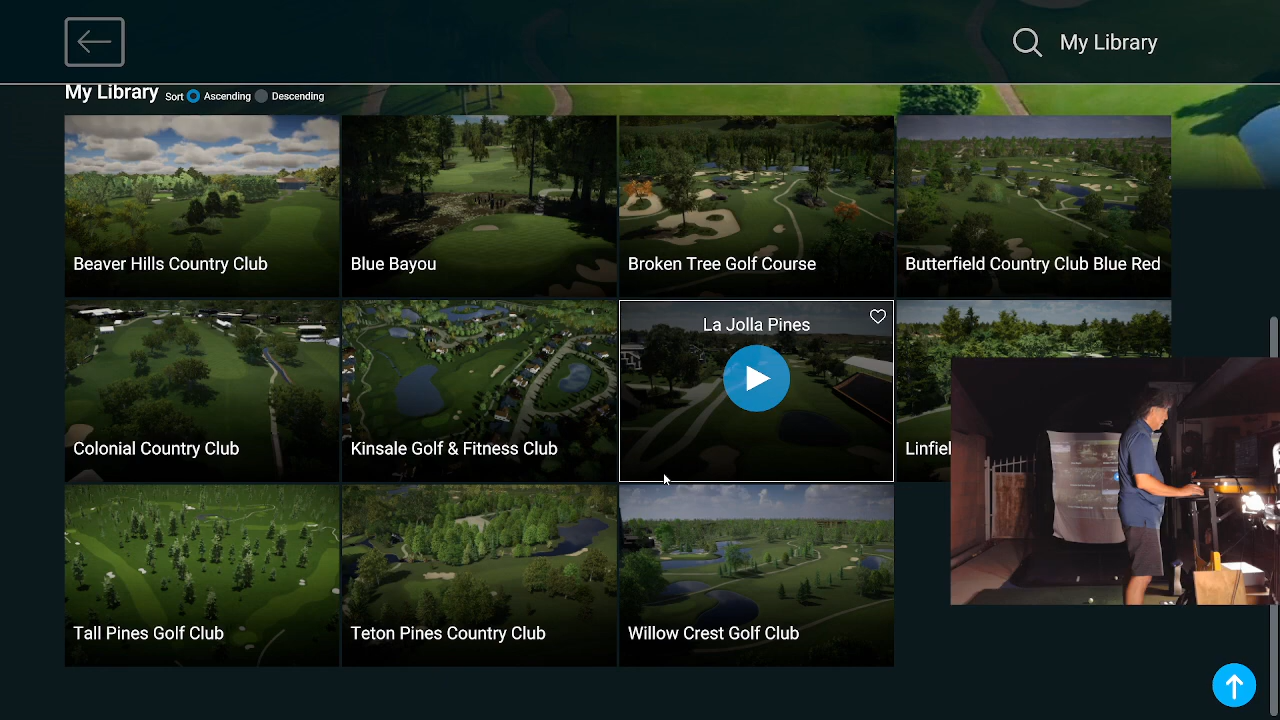 My Library
My Library Sort Ascending Descending
Beaver Hills Country Club
Blue Bayou
Broken Tree Golf Course
Butterfield Country Club Blue Red
La Jolla Pines
Colonial Country Club
Kinsale Golf & Fitness Club
Tall Pines Golf Club
Teton Pines Country Club
Willow Crest Golf Club